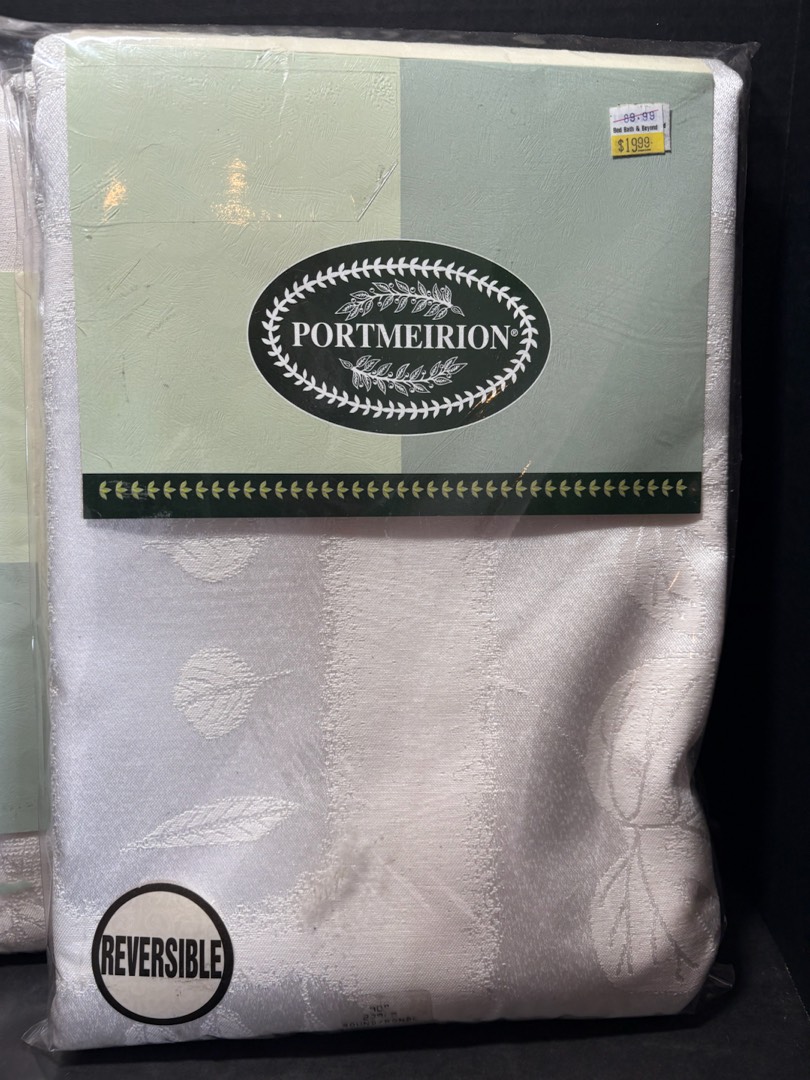 89.99
Bed Bath & Beyond
$19.99
PORTMEIRION®
REVERSIBLE